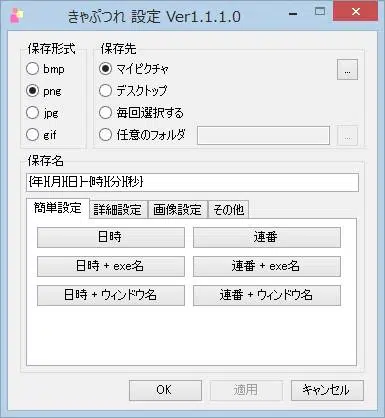 きゃぷつれ 設定 Ver1.1.1.0
保存形式
bmp
png
jpg
gif
保存先
マイピクチャ
...
デスクトップ
毎回選択する
任意のフォルダ
...
保存名
{年}{月}{日}-{時}{分}{秒}
簡単設定 詳細設定 画像設定 その他
日時 連番
日時 + exe名 連番 + exe名
日時 + ウィンドウ名 連番 + ウィンドウ名
OK 適用 キャンセル